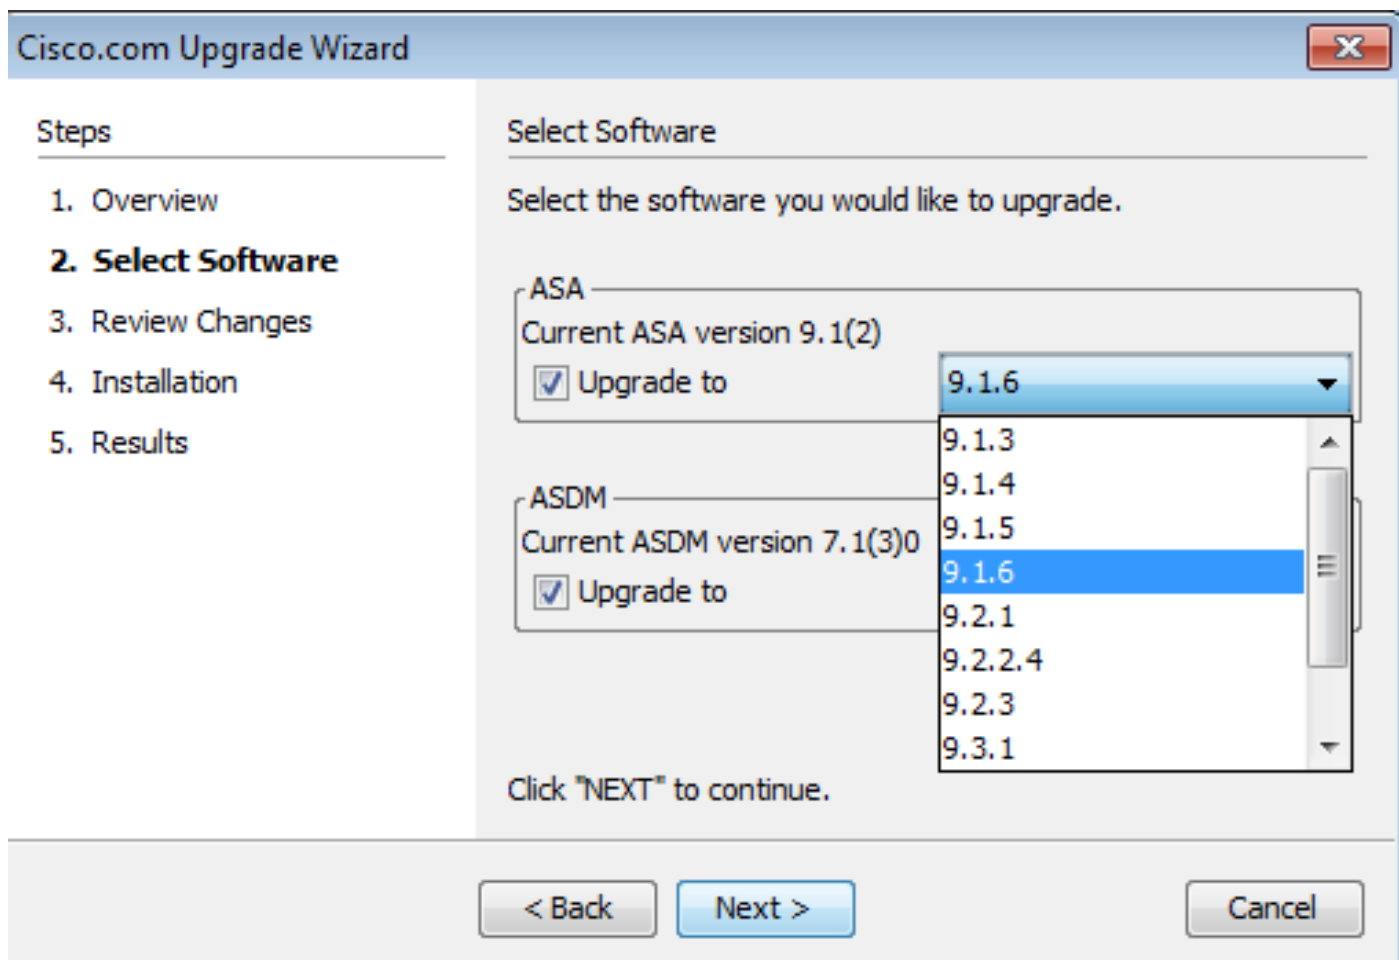 Cisco.com Upgrade Wizard
Steps
1. Overview
2. Select Software
3. Review Changes
4. Installation
5. Results
Select Software
Select the software you would like to upgrade.
ASA
Current ASA version 9.1(2)
Upgrade to
9.1.6
9.1.3
9.1.4
9.1.5
9.1.6
9.2.1
9.2.2.4
9.2.3
9.3.1
ASDM
Current ASDM version 7.1(3)0
Upgrade to
Click "NEXT" to continue.
< Back
Next >
Cancel